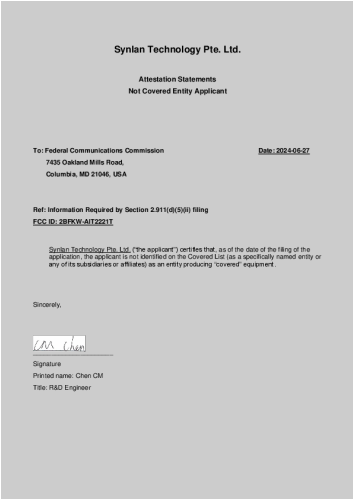 Synlan Technology Pte. Ltd.
Attestation Statements
Not Covered Entity Applicant
To: Federal Communications Commission Date: 2024-06-27
7435 Oakland Mills Road,
Columbia, MD 21046, USA
Ref: Information Required by Section 2.911(d)(5)(ii) filing
FCC ID: 2BFKW-AIT2221T
Synlan Technology Pte. Ltd. ("the applicant") certifies that, as of the date of the filing of the
application, the applicant is not identified on the Covered List (as a specifically named entity or
any of its subsidiaries or affiliates) as an entity producing "covered" equipment.
Sincerely,
CM Chen
Signature
Printed name: Chen CM
Title: R&D Engineer